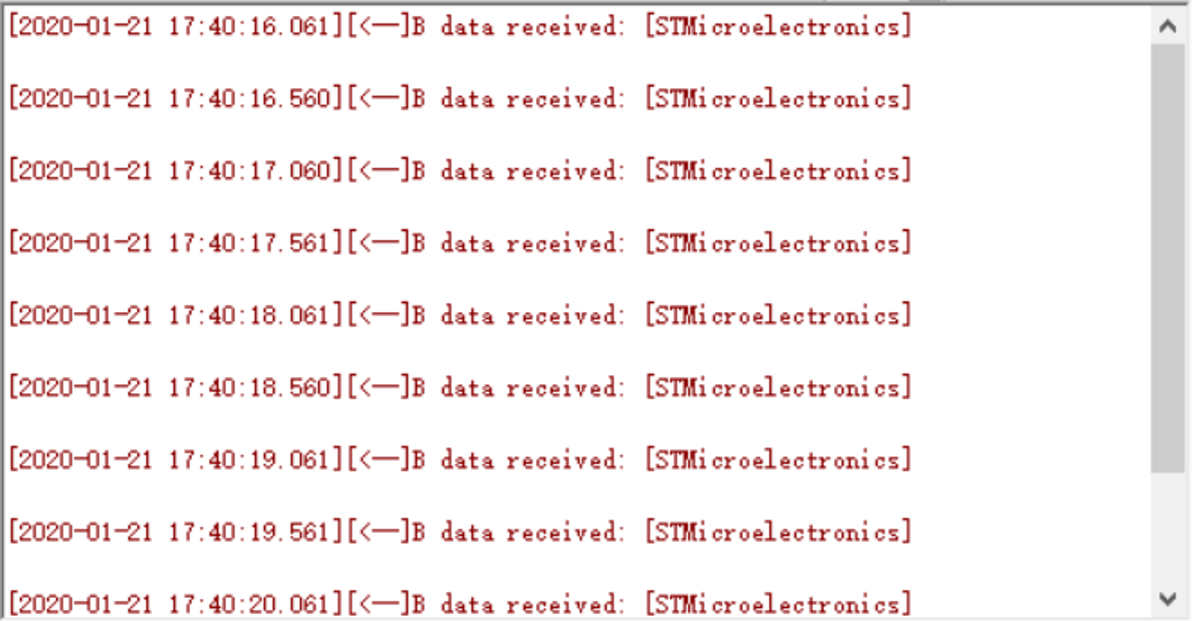 [2020-01-21 17:40:16.061][<—]B data received: [STMicroelectronics]
[2020-01-21 17:40:16.560][<—]B data received: [STMicroelectronics]
[2020-01-21 17:40:17.060][<—]B data received: [STMicroelectronics]
[2020-01-21 17:40:17.561][<—]B data received: [STMicroelectronics]
[2020-01-21 17:40:18.061][<—]B data received: [STMicroelectronics]
[2020-01-21 17:40:18.560][<—]B data received: [STMicroelectronics]
[2020-01-21 17:40:19.061][<—]B data received: [STMicroelectronics]
[2020-01-21 17:40:19.561][<—]B data received: [STMicroelectronics]
[2020-01-21 17:40:20.061][<—]B data received: [STMicroelectronics]